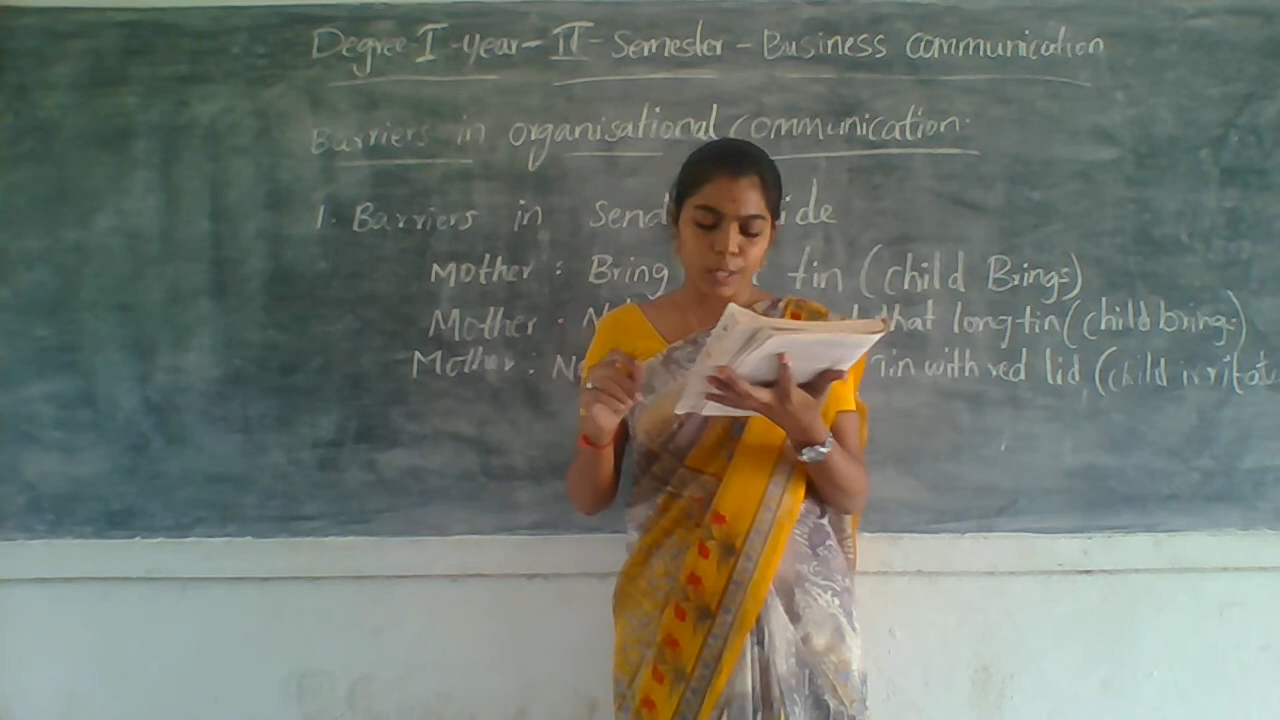 Degree I - year - II - Semester - Business communication
Barriers in organisational communication.
1. Barriers in Send ide
Mother : Bring tin (child Brings)
Mother : that long tin (child brings)
Mother : Tin with red lid (child irritate